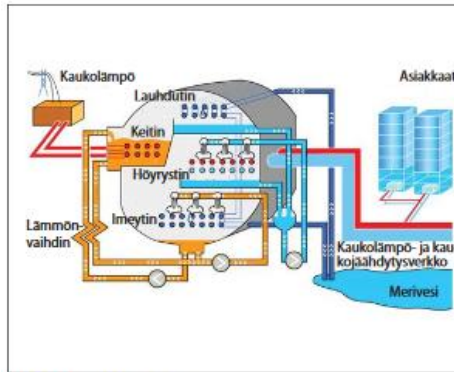 Kaukolämpö
Asiakkaat
Lauhdutin
Keitin
Höyrystin
Imeytin
Lämmön-
vaihdin
Kaukolämpö- ja kau
kojäähdytysverkko
Merivesi